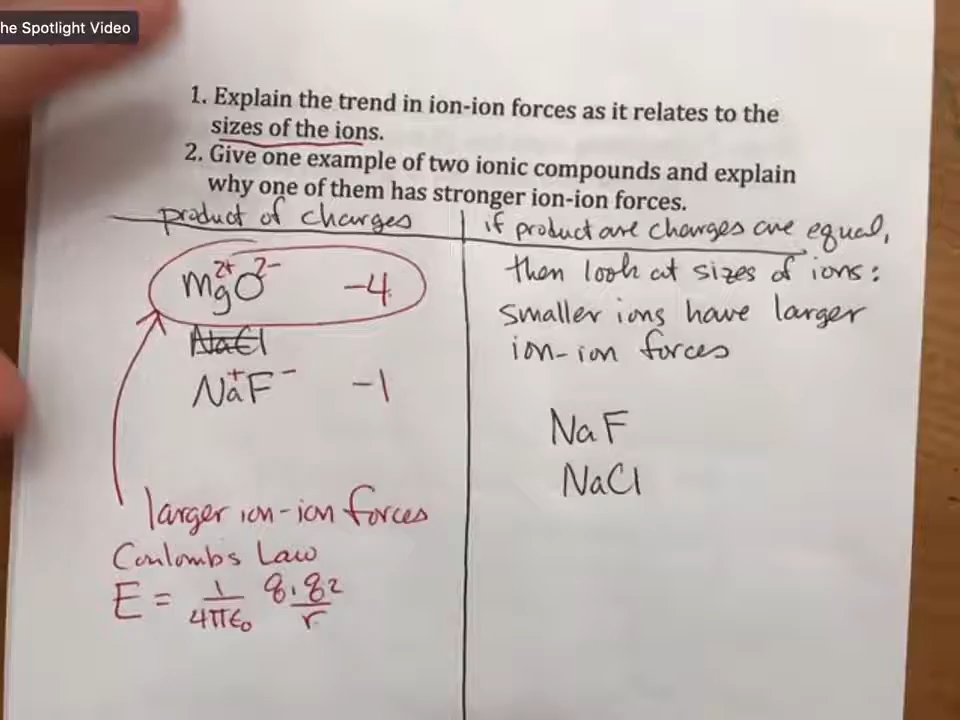 he Spotlight Video
1. Explain the trend in ion-ion forces as it relates to the
sizes of the ions.
2. Give one example of two ionic compounds and explain
why one of them has stronger ion-ion forces.
product of charges
Mg²⁺O²⁻ -4
NaCl
Na⁺F⁻ -1
larger ion-ion forces
Coulombs Law
E = 1/4πε₀ q₁q₂/r
if product are charges are equal,
then look at sizes of ions:
smaller ions have larger
ion-ion forces
NaF
NaCl